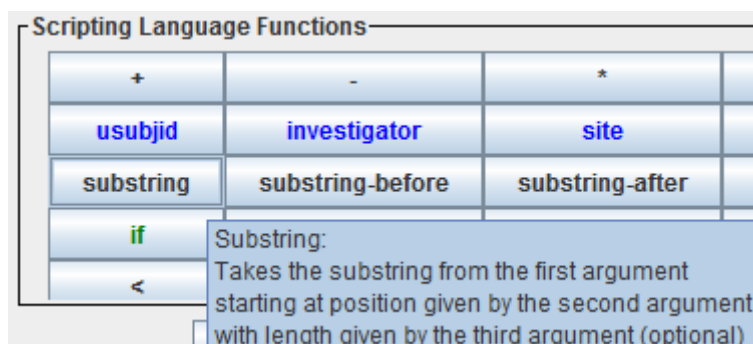 Scripting Language Functions
+ - *
usubjid investigator site
substring substring-before substring-after
if
<
Substring:
Takes the substring from the first argument
starting at position given by the second argument
with length given by the third argument (optional)